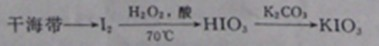 干海带→I₂ →(H₂O₂, 酸 / 70℃) HIO₃ →(K₂CO₃) KIO₃